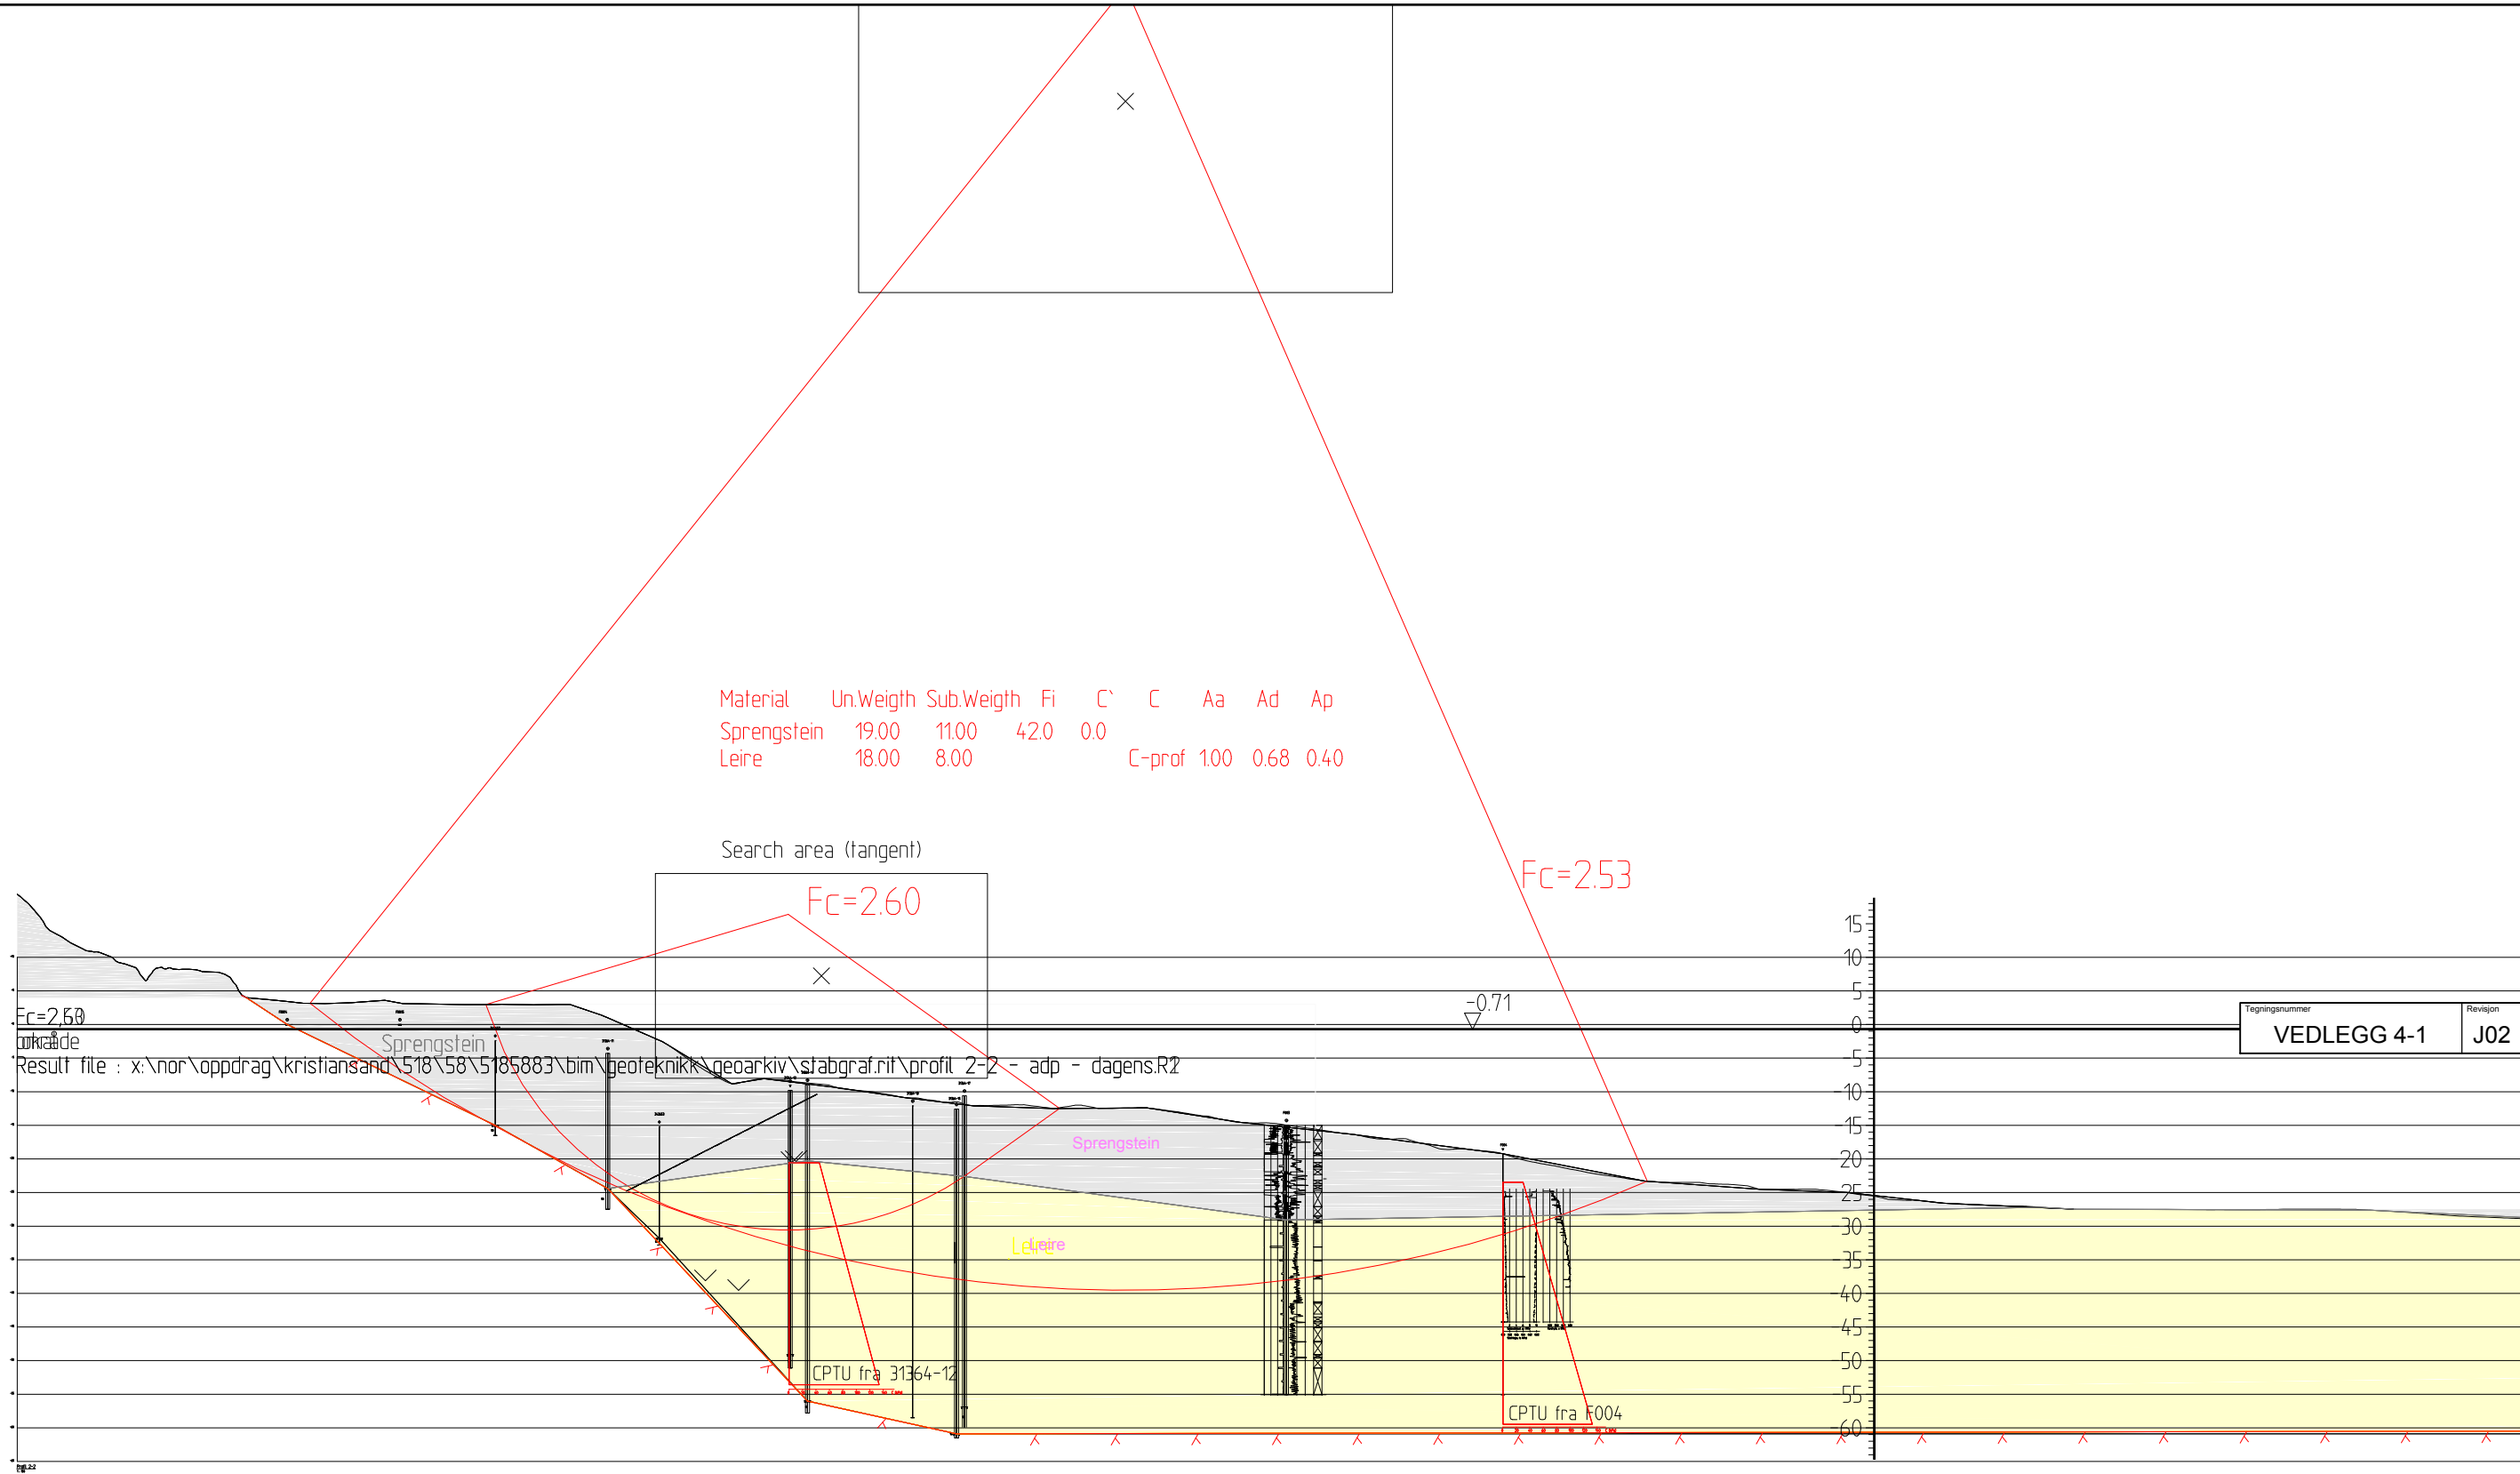 Material Un.Weigth Sub.Weigth Fi C` C Aa Ad Ap
Sprengstein 19.00 11.00 42.0 0.0
Leire 18.00 8.00 C-prof 1.00 0.68 0.40
Search area (tangent)
Fc=2.60
Fc=2.53
15
10
5
0
-5
-10
-15
-20
25
-30
-35
-40
-45
-50
-55
-60
-0.71
Tegningsnummer
VEDLEGG 4-1
Revisjon
J02
Sprengstein
Result file : x:\nor\oppdrag\kristiansand\518\58\5185883\bim\geoteknikk\geoarkiv\stabgraf.rit\profil 2-2 - adp - dagens
Sprengstein
Leire
CPTU fra 31364-12
CPTU fra F004